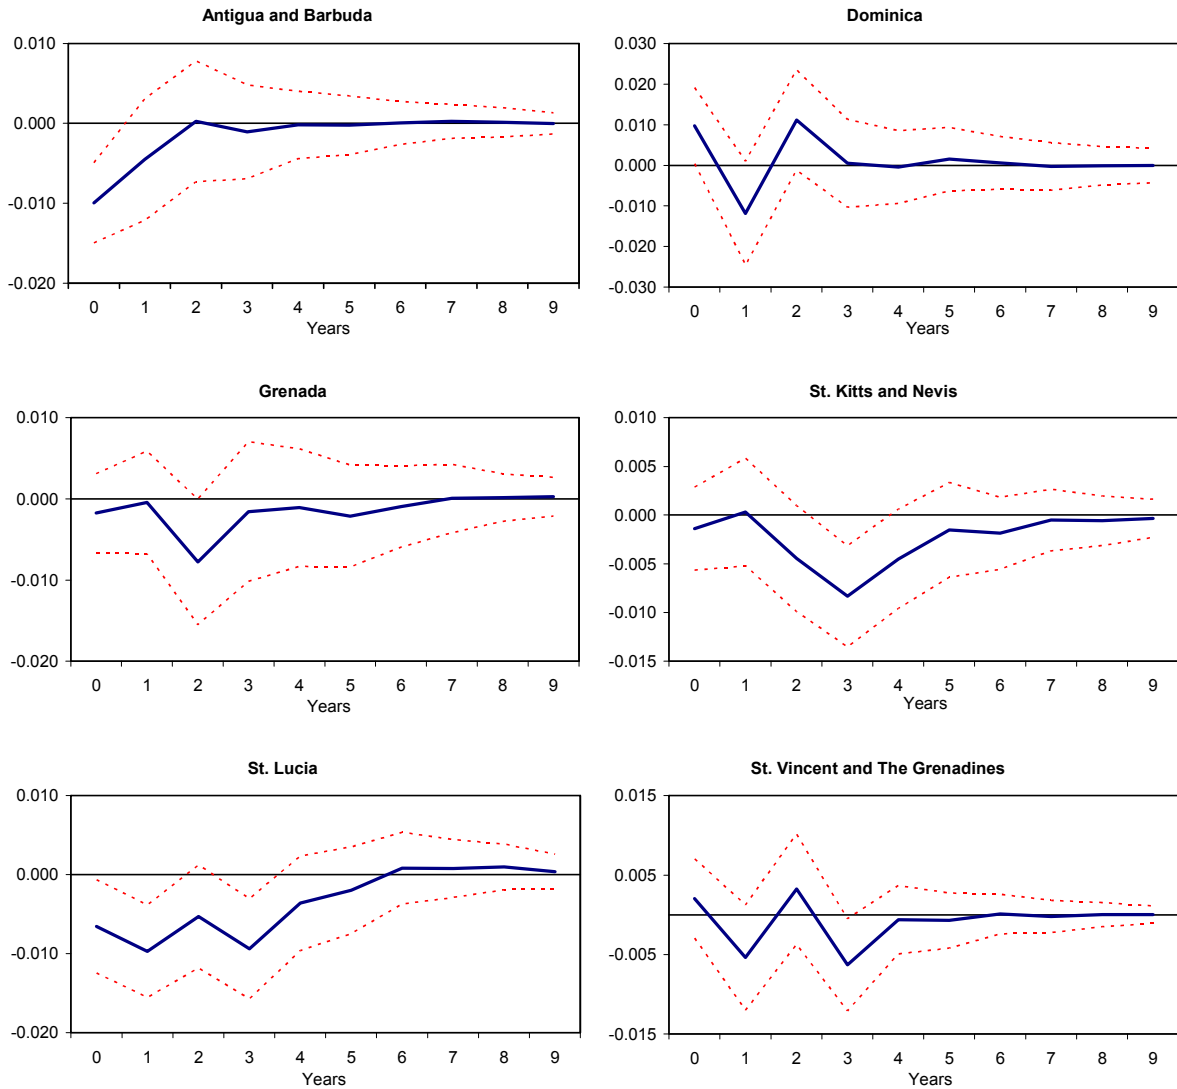 Antigua and Barbuda
0.010
0.000
-0.010
-0.020
0 1 2 3 4 5 6 7 8 9
Years
Dominica
0.030
0.020
0.010
0.000
-0.010
-0.020
-0.030
0 1 2 3 4 5 6 7 8 9
Years
Grenada
0.010
0.000
-0.010
-0.020
0 1 2 3 4 5 6 7 8 9
Years
St. Kitts and Nevis
0.010
0.005
0.000
-0.005
-0.010
-0.015
0 1 2 3 4 5 6 7 8 9
Years
St. Lucia
0.010
0.000
-0.010
-0.020
0 1 2 3 4 5 6 7 8 9
Years
St. Vincent and The Grenadines
0.015
0.005
-0.005
-0.015
0 1 2 3 4 5 6 7 8 9
Years